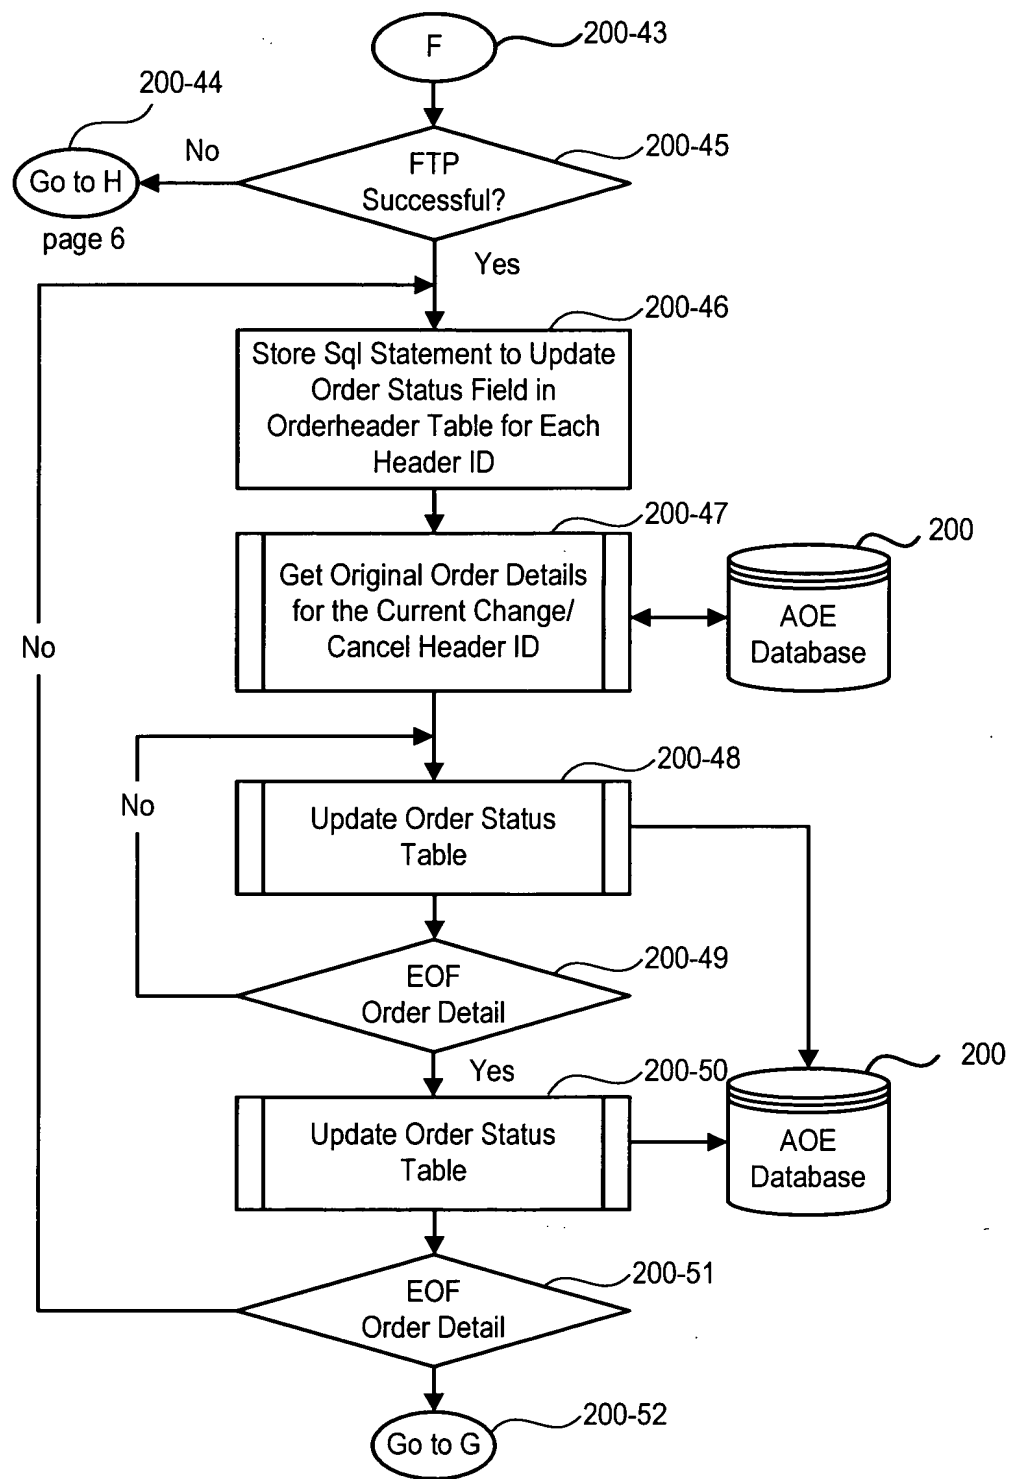 F
200-43
200-44
No
200-45
FTP
Successful?
Go to H
page 6
Yes
200-46
Store Sql Statement to Update
Order Status Field in
Orderheader Table for Each
Header ID
200-47
200
Get Original Order Details
for the Current Change/
Cancel Header ID
AOE
Database
No
200-48
No
Update Order Status
Table
200-49
EOF
Order Detail
Yes
200-50
200
Update Order Status
Table
AOE
Database
200-51
EOF
Order Detail
200-52
Go to G